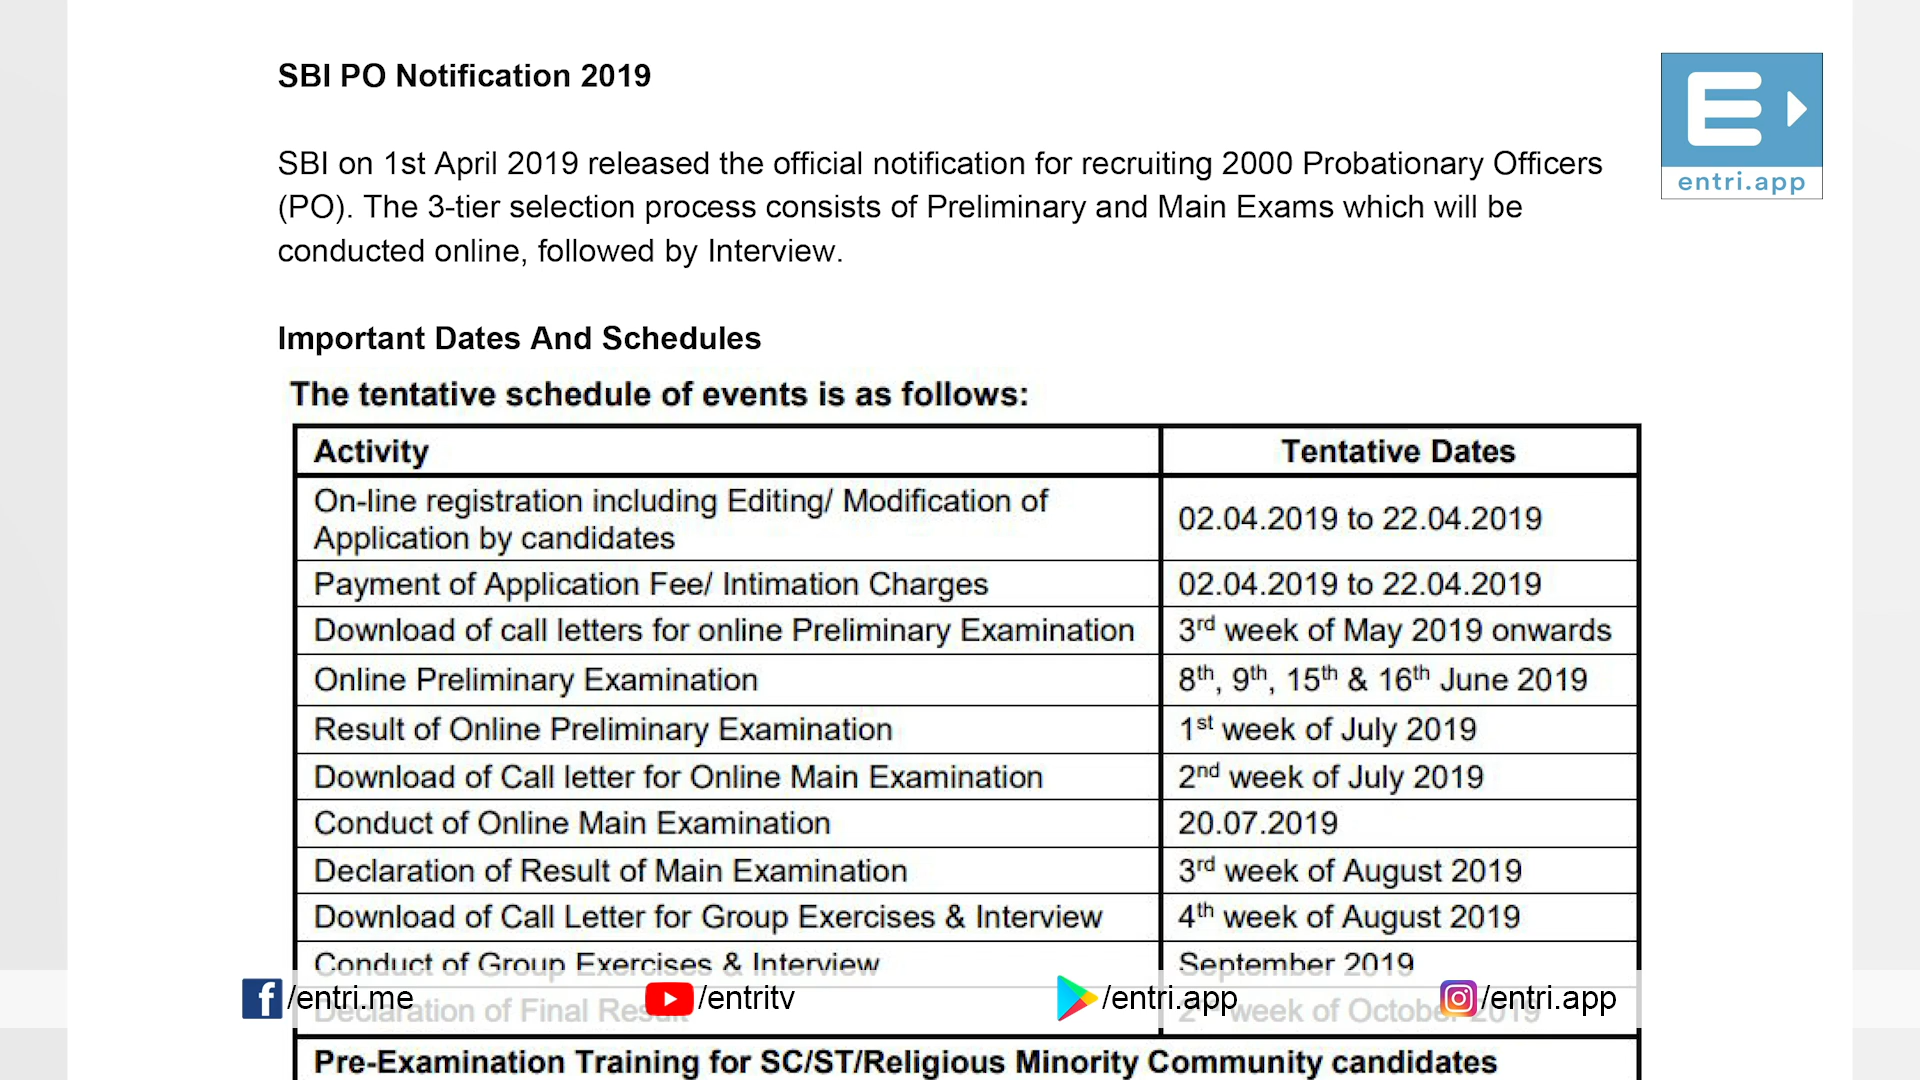 SBI PO Notification 2019
E
entri.app
SBI on 1st April 2019 released the official notification for recruiting 2000 Probationary Officers
(PO). The 3-tier selection process consists of Preliminary and Main Exams which will be
conducted online, followed by Interview.
Important Dates And Schedules
The tentative schedule of events is as follows:
Activity Tentative Dates
On-line registration including Editing/ Modification of
Application by candidates 02.04.2019 to 22.04.2019
Payment of Application Fee/ Intimation Charges 02.04.2019 to 22.04.2019
Download of call letters for online Preliminary Examination 3rd week of May 2019 onwards
Online Preliminary Examination 8th, 9th, 15th & 16th June 2019
Result of Online Preliminary Examination 1st week of July 2019
Download of Call letter for Online Main Examination 2nd week of July 2019
Conduct of Online Main Examination 20.07.2019
Declaration of Result of Main Examination 3rd week of August 2019
Download of Call Letter for Group Exercises & Interview 4th week of August 2019
Conduct of Group Exercises & Interview September 2019
Declaration of Final week of October 2019
/entri.me /entritv /entri.app /entri.app
Pre-Examination Training for SC/ST/Religious Minority Community candidates